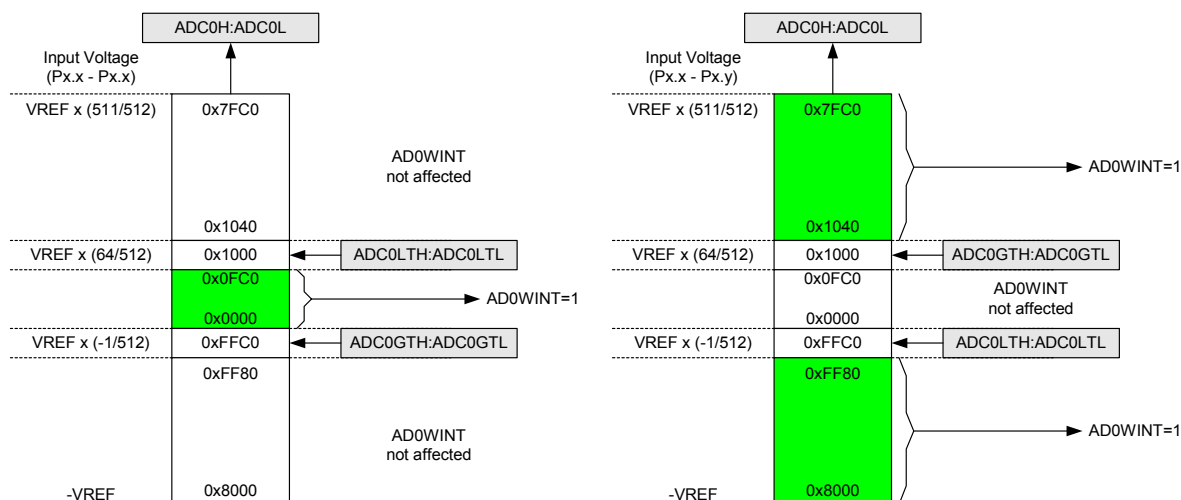 ADC0H:ADC0L
Input Voltage
(Px.x - Px.x)
VREF x (511/512)
0x7FC0
AD0WINT
not affected
0x1040
VREF x (64/512)
0x1000
ADC0LTH:ADC0LTL
0x0FC0
AD0WINT=1
0x0000
VREF x (-1/512)
0xFFC0
ADC0GTH:ADC0GTL
0xFF80
AD0WINT
not affected
-VREF
0x8000
ADC0H:ADC0L
Input Voltage
(Px.x - Px.y)
VREF x (511/512)
0x7FC0
AD0WINT=1
0x1040
VREF x (64/512)
0x1000
ADC0GTH:ADC0GTL
0x0FC0
AD0WINT
not affected
0x0000
VREF x (-1/512)
0xFFC0
ADC0LTH:ADC0LTL
0xFF80
AD0WINT=1
-VREF
0x8000